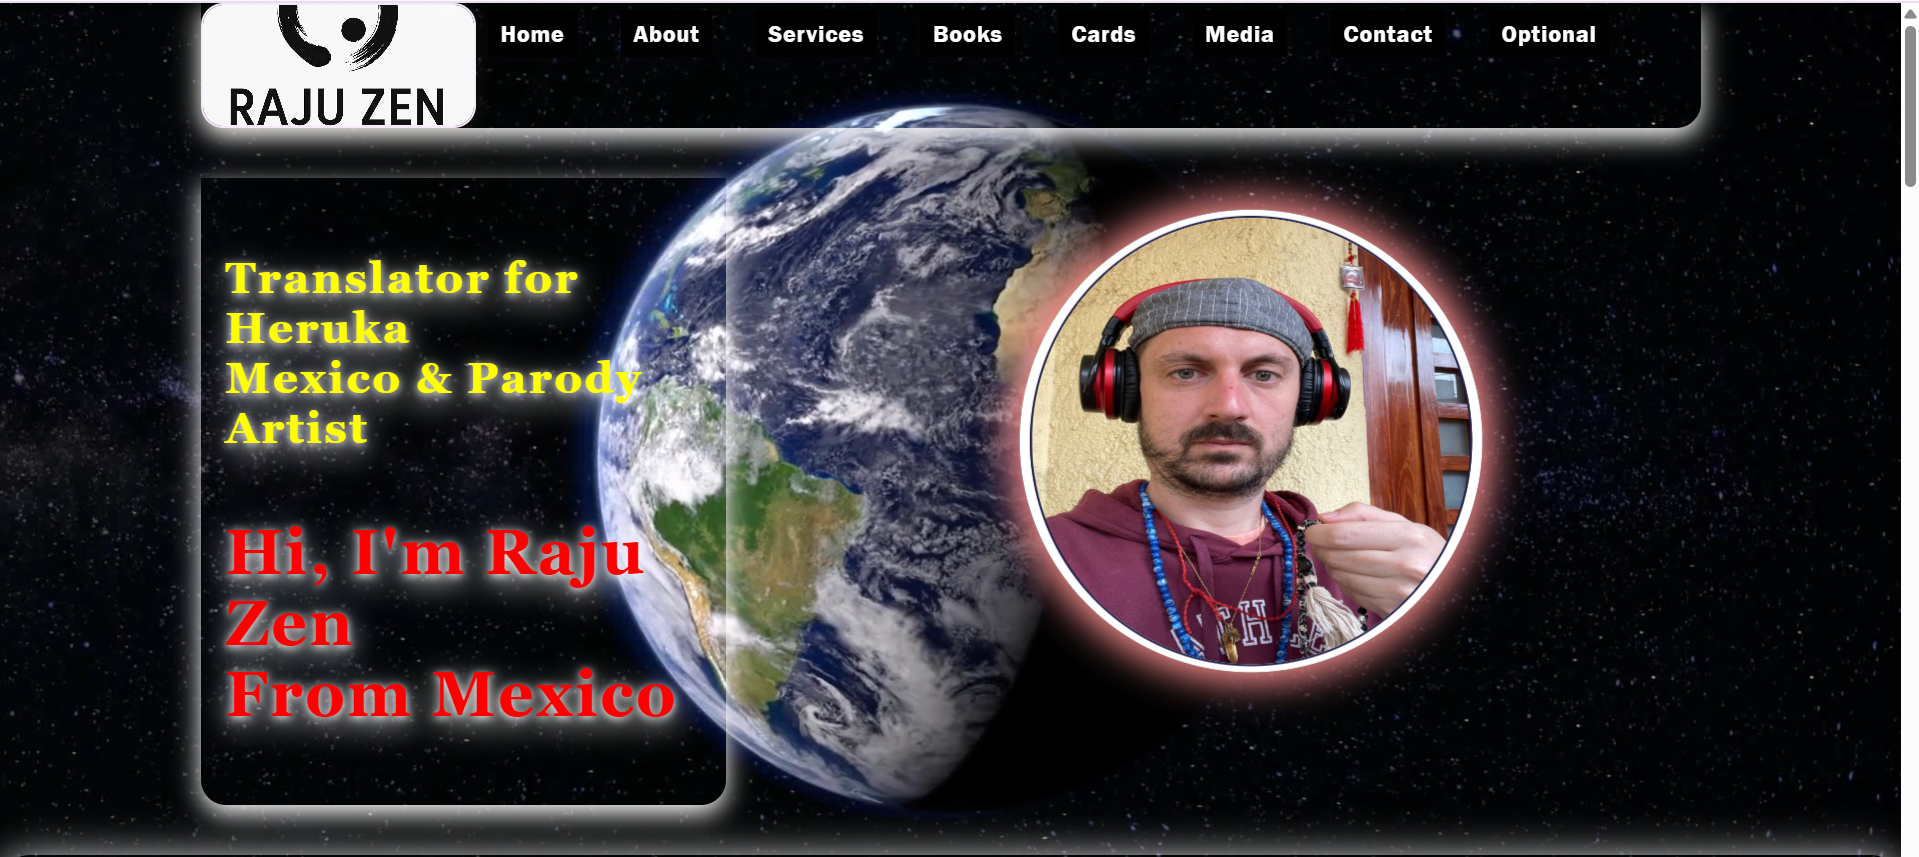 RAJU ZEN
Home About Services Books Cards Media Contact Optional
Translator for
Heruka
Mexico & Parody
Artist
Hi, I'm Raju
Zen
From Mexico